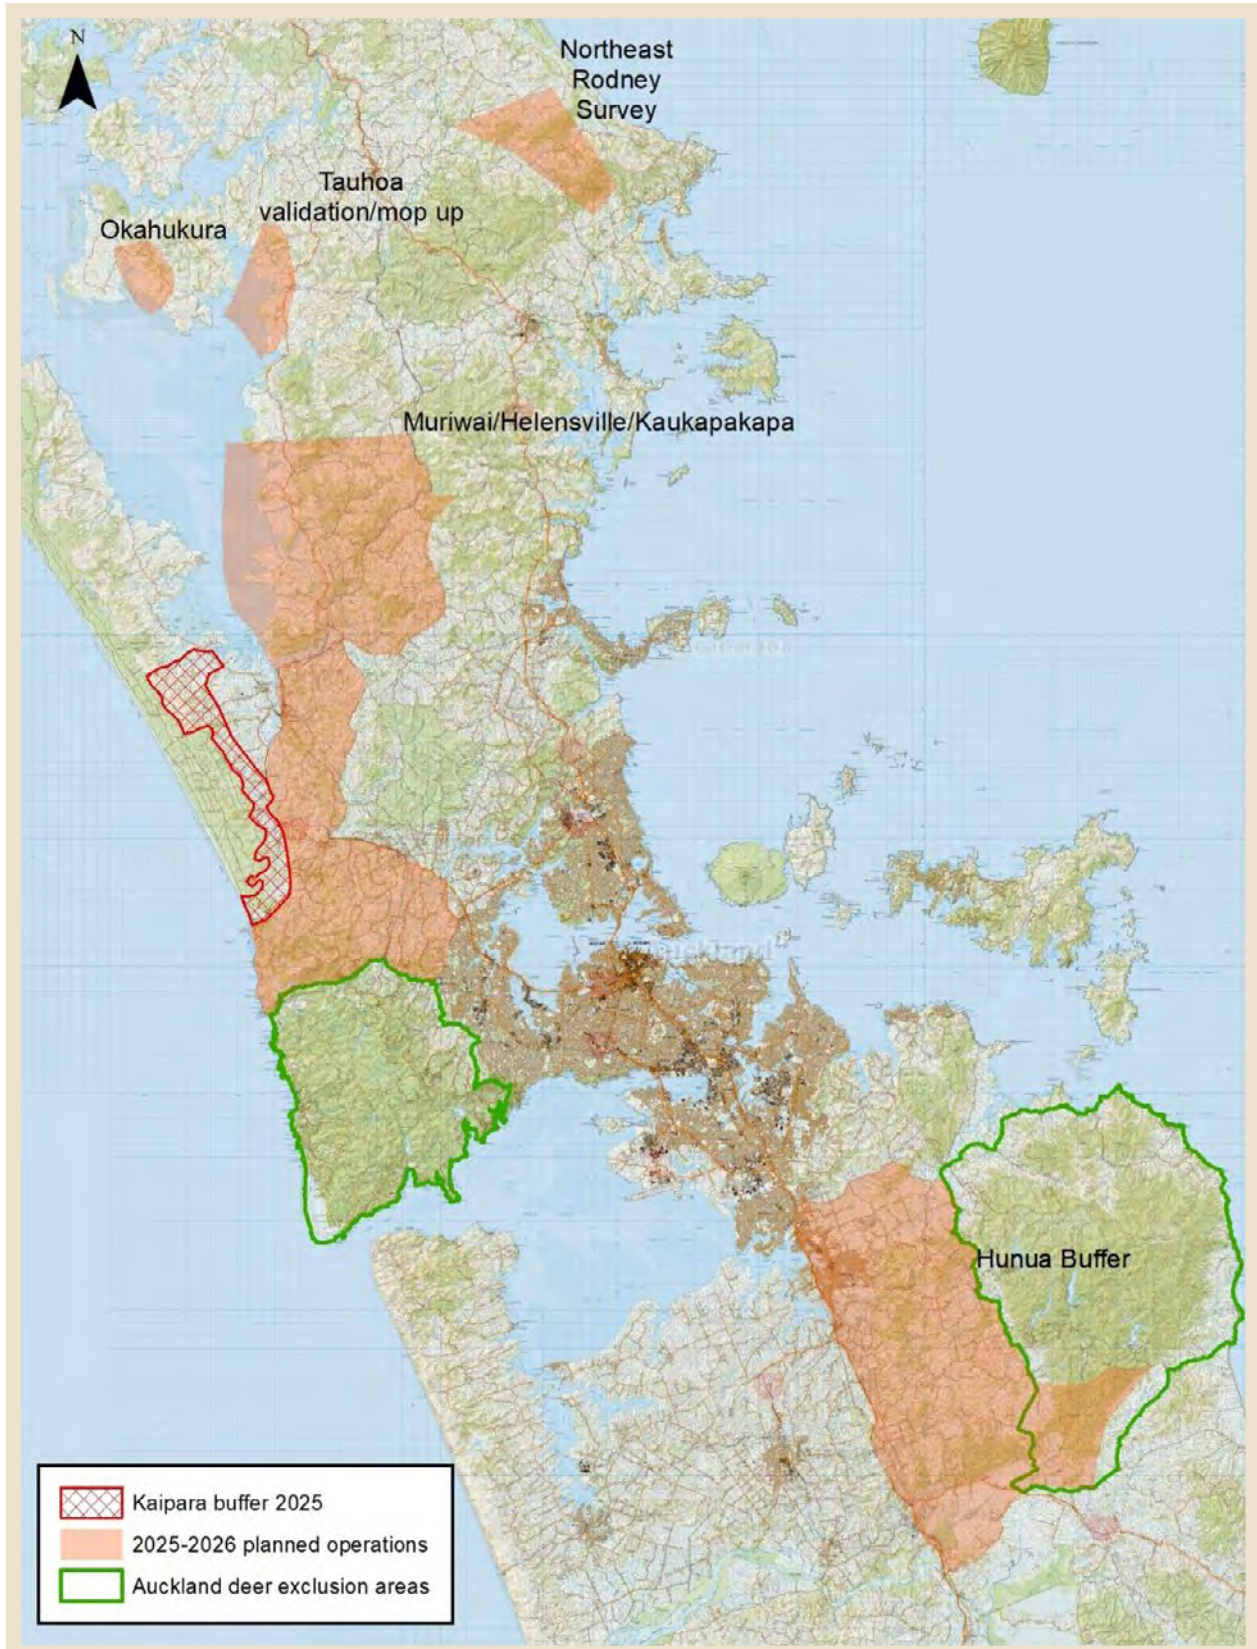 N
Northeast
Rodney
Survey
Tauhoa
validation/mop up
Okahukura
Muriwai/Helensville/Kaukapakapa
Auckland
Hunua Buffer
Kaipara buffer 2025
2025-2026 planned operations
Auckland deer exclusion areas